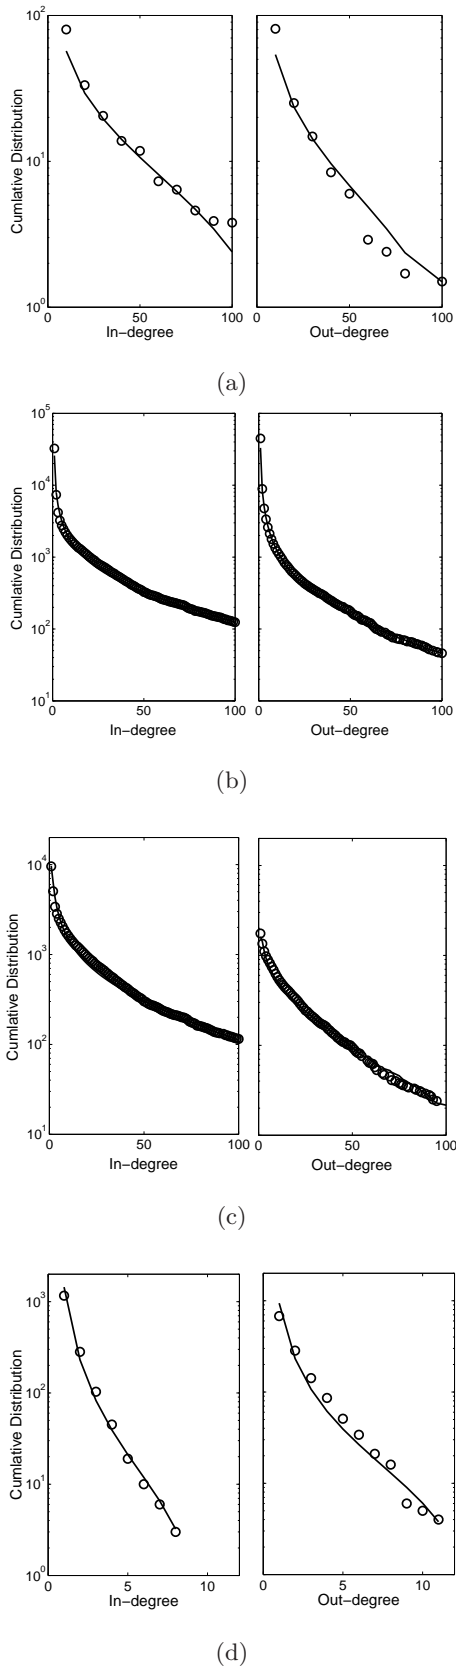 10^2
10^1
10^0
Cumlative Distribution
0 50 100
In-degree
0 50 100
Out-degree
(a)
10^5
10^4
10^3
10^2
10^1
Cumlative Distribution
0 50 100
In-degree
0 50 100
Out-degree
(b)
10^4
10^3
10^2
10^1
Cumlative Distribution
0 50 100
In-degree
0 50 100
Out-degree
(c)
10^3
10^2
10^1
10^0
Cumlative Distribution
0 5 10
In-degree
0 5 10
Out-degree
(d)